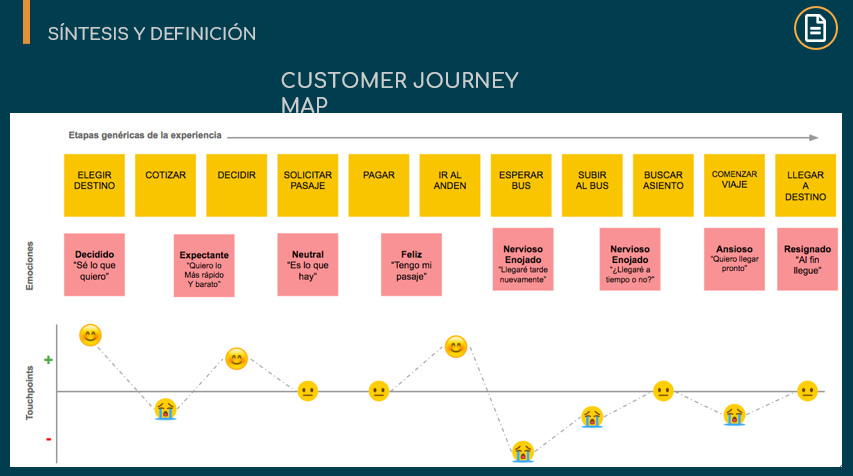 SÍNTESIS Y DEFINICIÓN
CUSTOMER JOURNEY
MAP
Etapas genéricas de la experiencia
ELEGIR
DESTINO
COTIZAR
DECIDIR
SOLICITAR
PASAJE
PAGAR
IR AL
ANDEN
ESPERAR
BUS
SUBIR
AL BUS
BUSCAR
ASIENTO
COMENZAR
VIAJE
LLEGAR
A
DESTINO
Emociones
Decidido
"Sé lo que
quiero"
Expectante
"Quiero lo
Más rápido
Y barato"
Neutral
"Es lo que
hay"
Feliz
"Tengo mi
pasaje"
Nervioso
Enojado
"Llegaré tarde
nuevamente"
Nervioso
Enojado
"¿Llegaré a
tiempo o no?"
Ansioso
"Quiero llegar
pronto"
Resignado
"Al fin
llegue"
Touchpoints
+
-